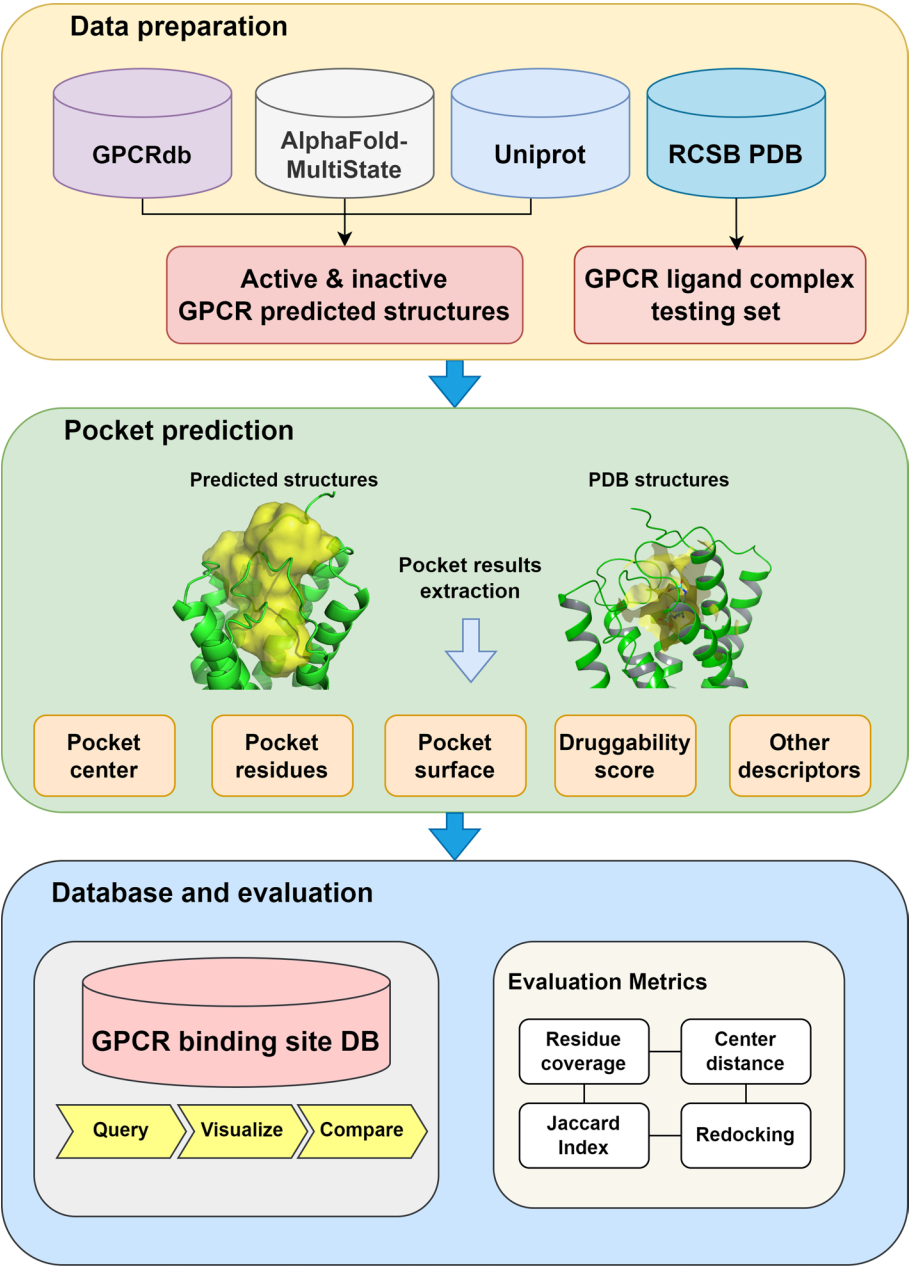 Data preparation
GPCRdb
AlphaFold-
MultiState
Uniprot
RCSB PDB
Active & inactive
GPCR predicted structures
GPCR ligand complex
testing set
Pocket prediction
Predicted structures
PDB structures
Pocket results
extraction
Pocket
center
Pocket
residues
Pocket
surface
Druggability
score
Other
descriptors
Database and evaluation
GPCR binding site DB
Query
Visualize
Compare
Evaluation Metrics
Residue
coverage
Center
distance
Jaccard
Index
Redocking